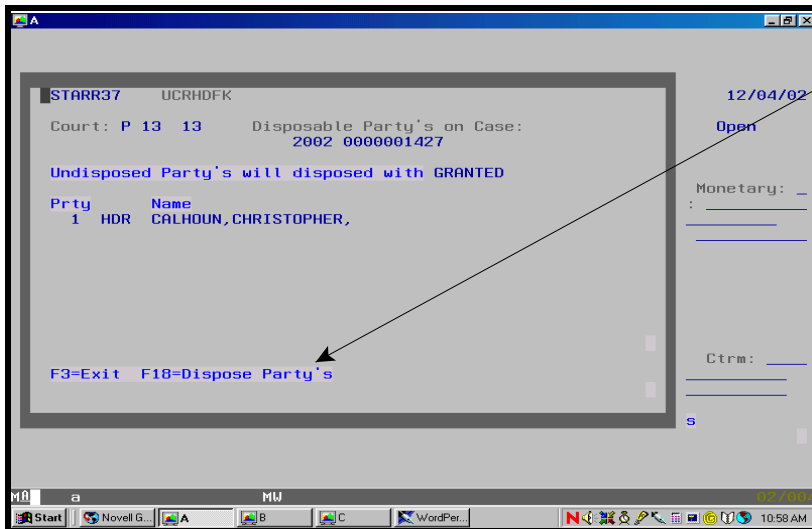 A
STARR37 UCRHDFK 12/04/02
Court: P 13 13 Disposable Party's on Case: Open
2002 0000001427
Undisposed Party's will disposed with GRANTED
Monetary: _
Prty Name :
1 HDR CALHOUN,CHRISTOPHER,
Ctrm:
F3=Exit F18=Dispose Party's
s
MA a MW 02/004
Start Novell G... A B C WordPer... 10:58 AM